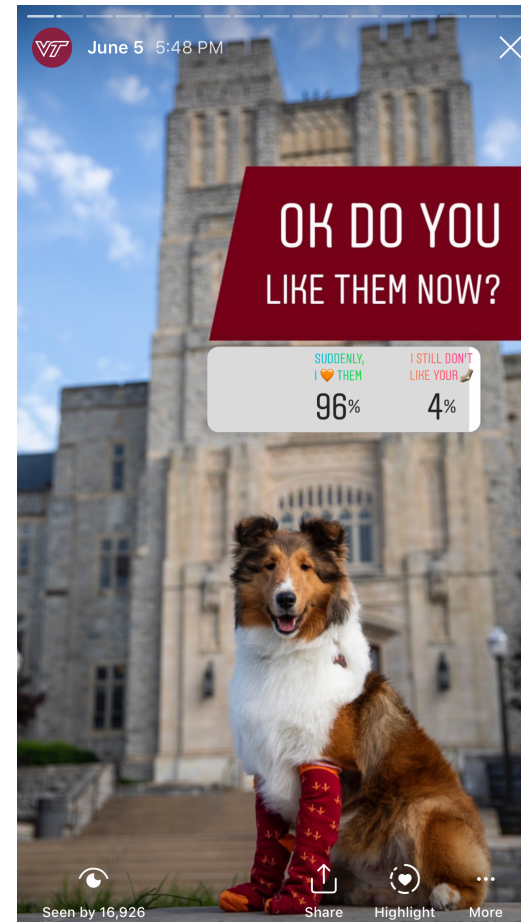 VT
June 5 5:48 PM
OK DO YOU
LIKE THEM NOW?
SUDDENLY,
I 🧡 THEM
96%
I STILL DON'T
LIKE YOUR 🧦
4%
Seen by 16,926
Share
Highlight
More